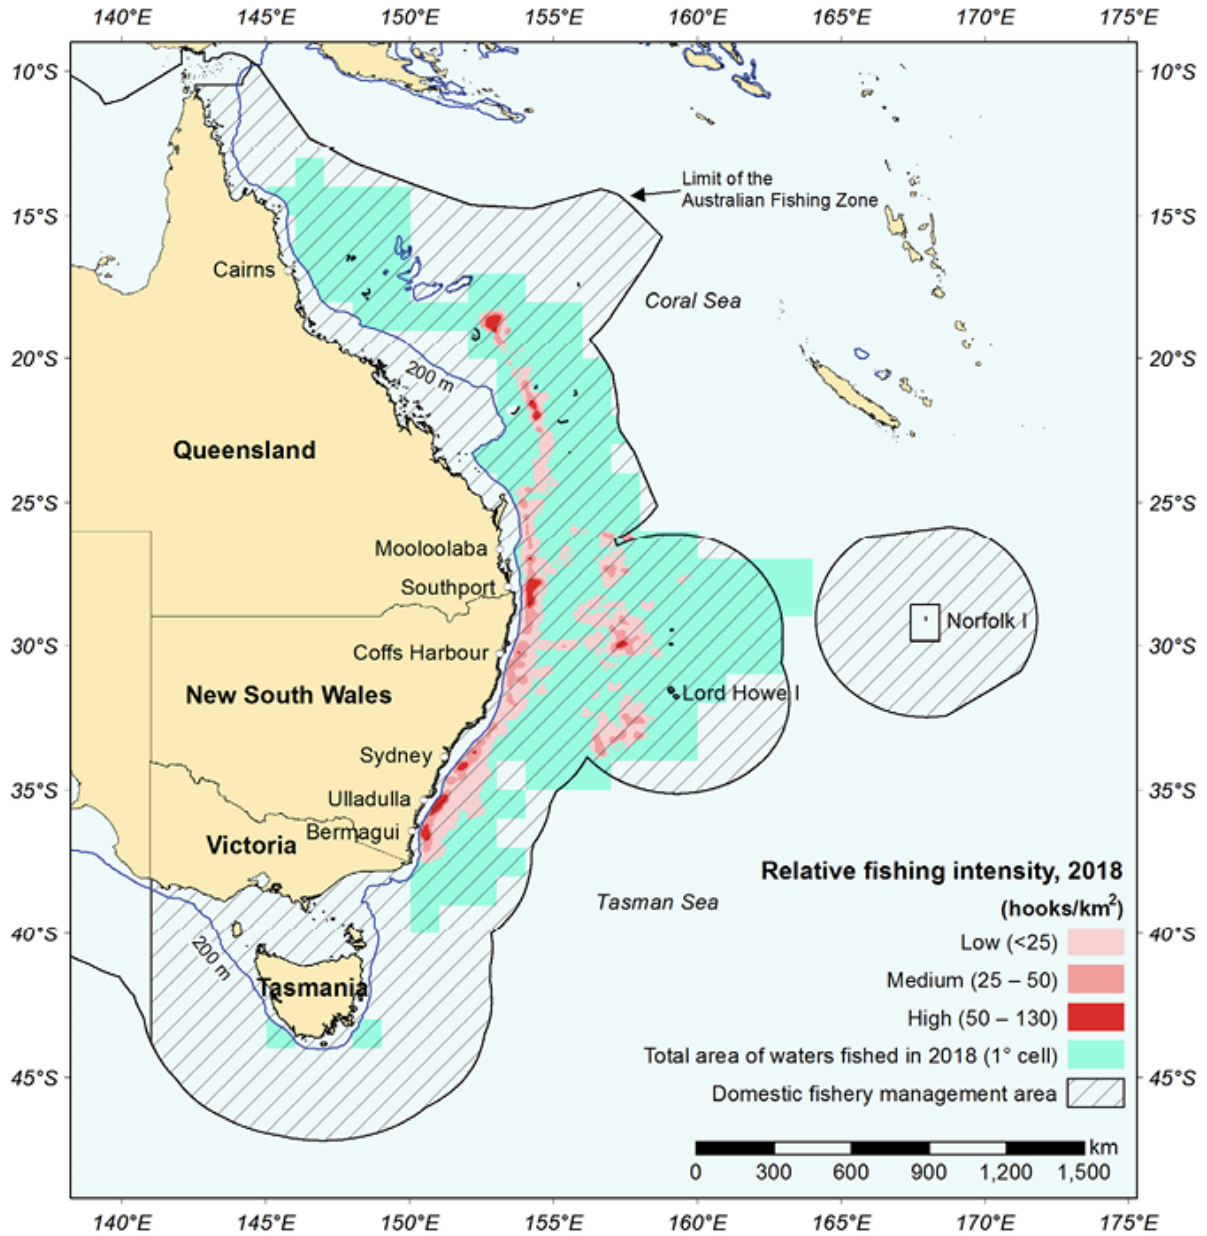 140°E 145°E 150°E 155°E 160°E 165°E 170°E 175°E
10°S 10°S
Limit of the
Australian Fishing Zone
15°S 15°S
Cairns
Coral Sea
20°S 20°S
200 m
Queensland
25°S 25°S
Mooloolaba
Southport
Norfolk I
30°S 30°S
Coffs Harbour
New South Wales
Lord Howe I
Sydney
35°S 35°S
Ulladulla
Bermagui
Victoria
Relative fishing intensity, 2018
(hooks/km²)
Tasman Sea
40°S 40°S
Low (<25)
200 m
Medium (25 – 50)
Tasmania
High (50 – 130)
Total area of waters fished in 2018 (1° cell)
45°S 45°S
Domestic fishery management area
km
0 300 600 900 1,200 1,500
140°E 145°E 150°E 155°E 160°E 165°E 170°E 175°E